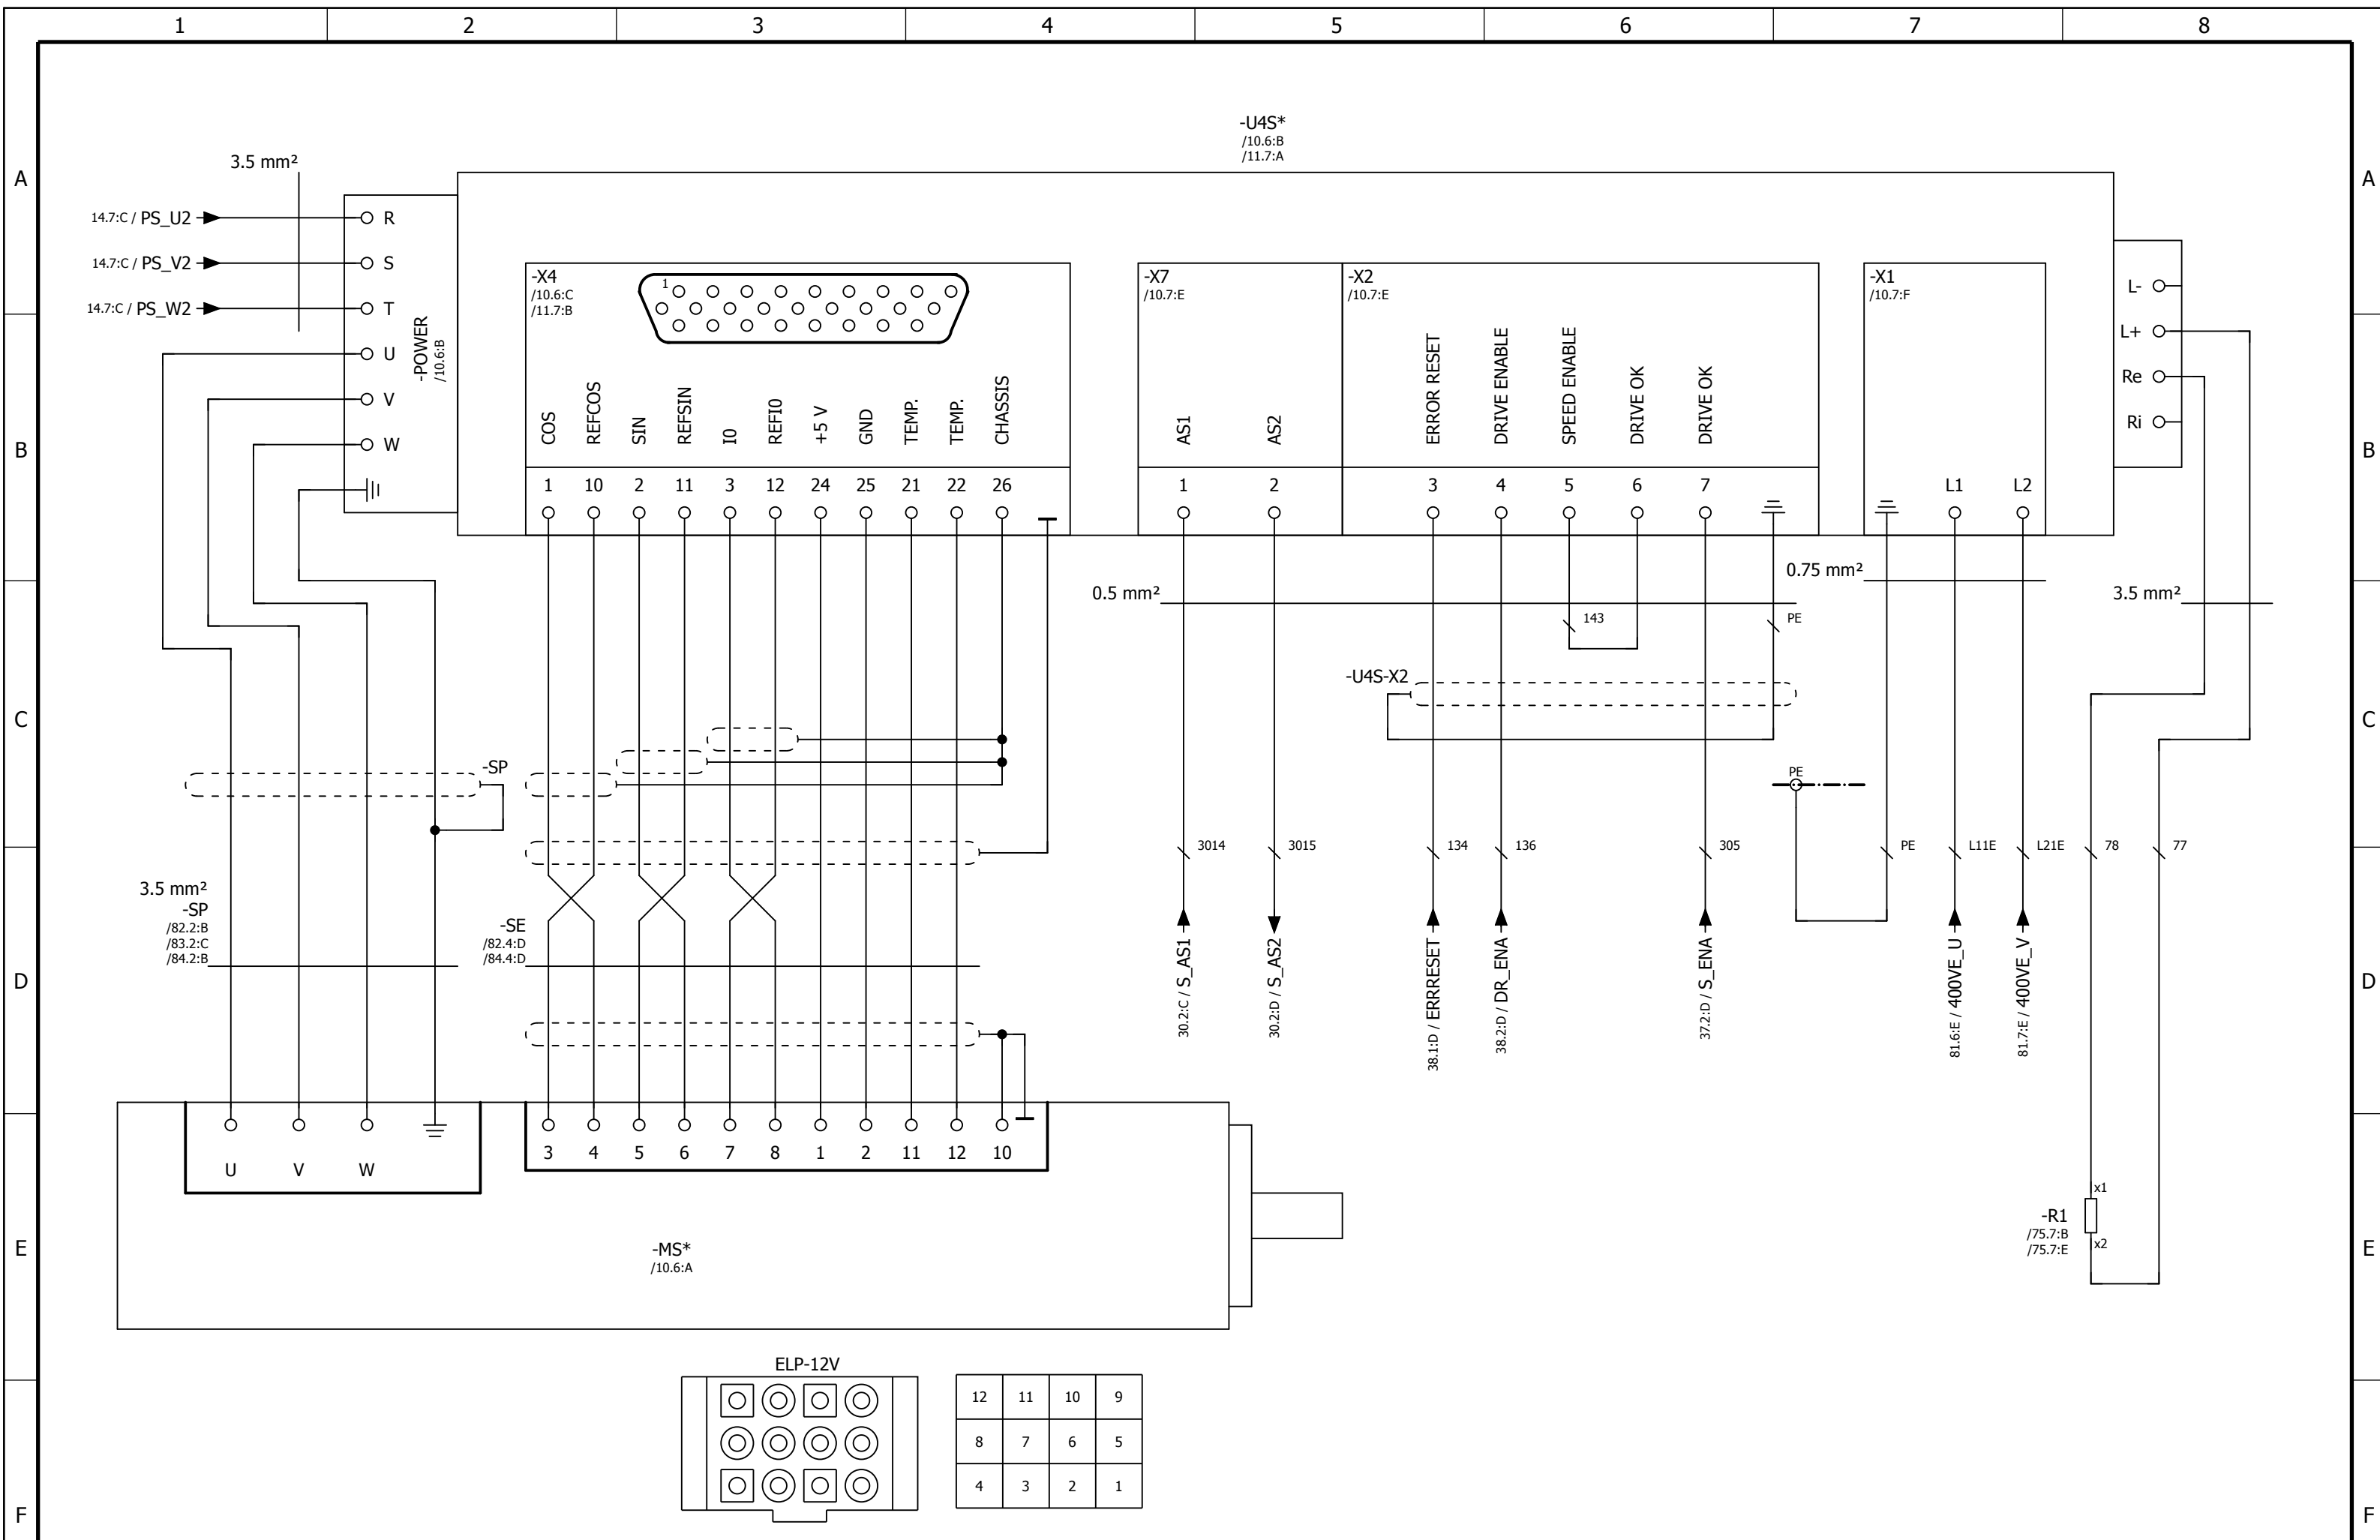 1 2 3 4 5 6 7 8
-U4S*
/10.6:B
/11.7:A
A
A
3.5 mm²
14.7:C / PS_U2
R
14.7:C / PS_V2
S
14.7:C / PS_W2
T
U
V
W
-POWER
/10.6:B
-X4
/10.6:C
/11.7:B
1
COS
REFCOS
SIN
REFSIN
I0
REFI0
+5 V
GND
TEMP.
TEMP.
CHASSIS
1 10 2 11 3 12 24 25 21 22 26
-X7
/10.7:E
AS1
AS2
1 2
-X2
/10.7:E
ERROR RESET
DRIVE ENABLE
SPEED ENABLE
DRIVE OK
DRIVE OK
3 4 5 6 7
-X1
/10.7:F
L1 L2
L-
L+
Re
Ri
B
B
0.5 mm²
0.75 mm²
3.5 mm²
143
PE
-U4S-X2
C
C
-SP
PE
3014
3015
134
136
305
PE
L11E
L21E
78
77
3.5 mm²
-SP
/82.2:B
/83.2:C
/84.2:B
-SE
/82.4:D
/84.4:D
30.2:C / S_AS1
30.2:D / S_AS2
38.1:D / ERRRESET
38.2:D / DR_ENA
37.2:D / S_ENA
81.6:E / 400VE_U
81.7:E / 400VE_V
D
D
U V W
3 4 5 6 7 8 1 2 11 12 10
-MS*
/10.6:A
x1
-R1
/75.7:B
/75.7:E
x2
E
E
ELP-12V
12 11 10 9
8 7 6 5
4 3 2 1
F
F